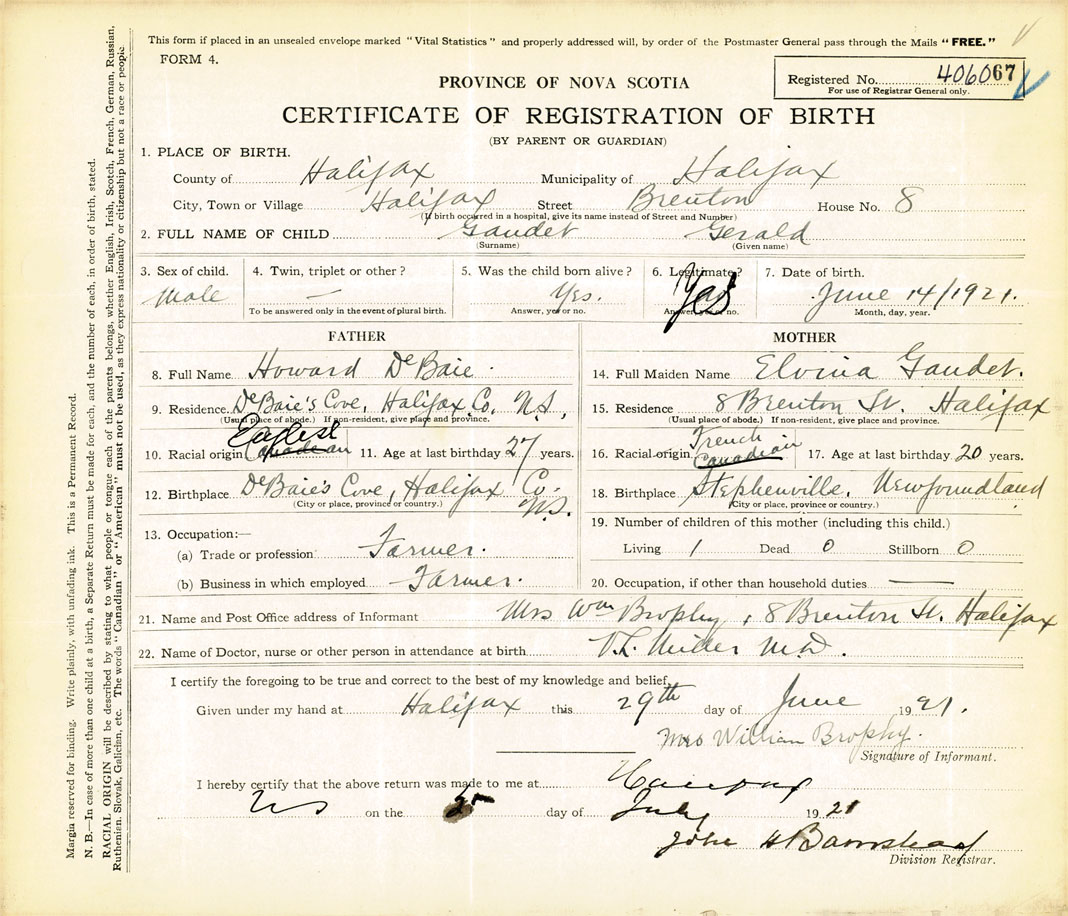 This form if placed in an unsealed envelope marked "Vital Statistics" and properly addressed will, by order of the Postmaster General pass through the Mails "FREE."
FORM 4.
Registered No. 406067
For use of Registrar General only.
PROVINCE OF NOVA SCOTIA
CERTIFICATE OF REGISTRATION OF BIRTH
(BY PARENT OR GUARDIAN)
1. PLACE OF BIRTH.
County of Halifax Municipality of Halifax
City, Town or Village Halifax Street Brenton House No. 8
(If birth occurred in a hospital, give its name instead of Street and Number)
2. FULL NAME OF CHILD Gaudet Gerald
(Surname) (Given name)
3. Sex of child. 4. Twin, triplet or other? 5. Was the child born alive? 6. Legitimate? 7. Date of birth.
Male — Yes. Yes June 14/1921.
To be answered only in the event of plural birth. Answer, yes or no. Answer, yes or no. Month, day, year.
FATHER
8. Full Name Howard DeBaie.
9. Residence DeBaie's Cove, Halifax Co. N.S.
(Usual place of abode.) If non-resident, give place and province.
English
10. Racial origin Canadian 11. Age at last birthday 27 years.
12. Birthplace DeBaie's Cove, Halifax Co. N.S.
(City or place, province or country.)
13. Occupation:—
(a) Trade or profession Farmer.
(b) Business in which employed Farmer.
MOTHER
14. Full Maiden Name Elvina Gaudet.
15. Residence 8 Brenton St. Halifax
(Usual place of abode.) If non-resident, give place and province.
French
16. Racial origin Canadian 17. Age at last birthday 20 years.
18. Birthplace Stephenville, Newfoundland
(City or place, province or country.)
19. Number of children of this mother (including this child.)
Living 1 Dead 0 Stillborn 0
20. Occupation, if other than household duties —
21. Name and Post Office address of Informant Mrs Wm Brophy, 8 Brenton St. Halifax
22. Name of Doctor, nurse or other person in attendance at birth V.L. Miller M.D.
I certify the foregoing to be true and correct to the best of my knowledge and belief,
Given under my hand at Halifax this 29th day of June 1921.
Mrs William Brophy.
Signature of Informant.
I hereby certify that the above return was made to me at Halifax
NS on the day of July 1921
John H Barnstead
Division Registrar.
Margin reserved for binding. Write plainly, with unfading ink. This is a Permanent Record.
N. B.—In case of more than one child at a birth, a Separate Return must be made for each, and the number of each, in order of birth, stated.
RACIAL ORIGIN will be described by stating to what people or tongue each of the parents belongs, whether English, Irish, Scotch, French, German, Russian,
Ruthenian, Slovak, Galician, etc. The words "Canadian" or "American" must not be used, as they express nationality or citizenship but not a race or people.